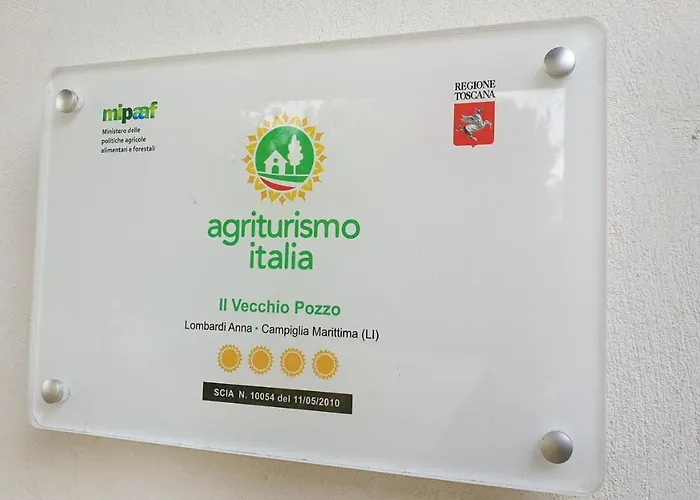 mipaaf
Ministero delle
politiche agricole
alimentari e forestali
REGIONE
TOSCANA
agriturismo
italia
Il Vecchio Pozzo
Lombardi Anna • Campiglia Marittima (LI)
SCIA N. 10054 del 11/05/2010